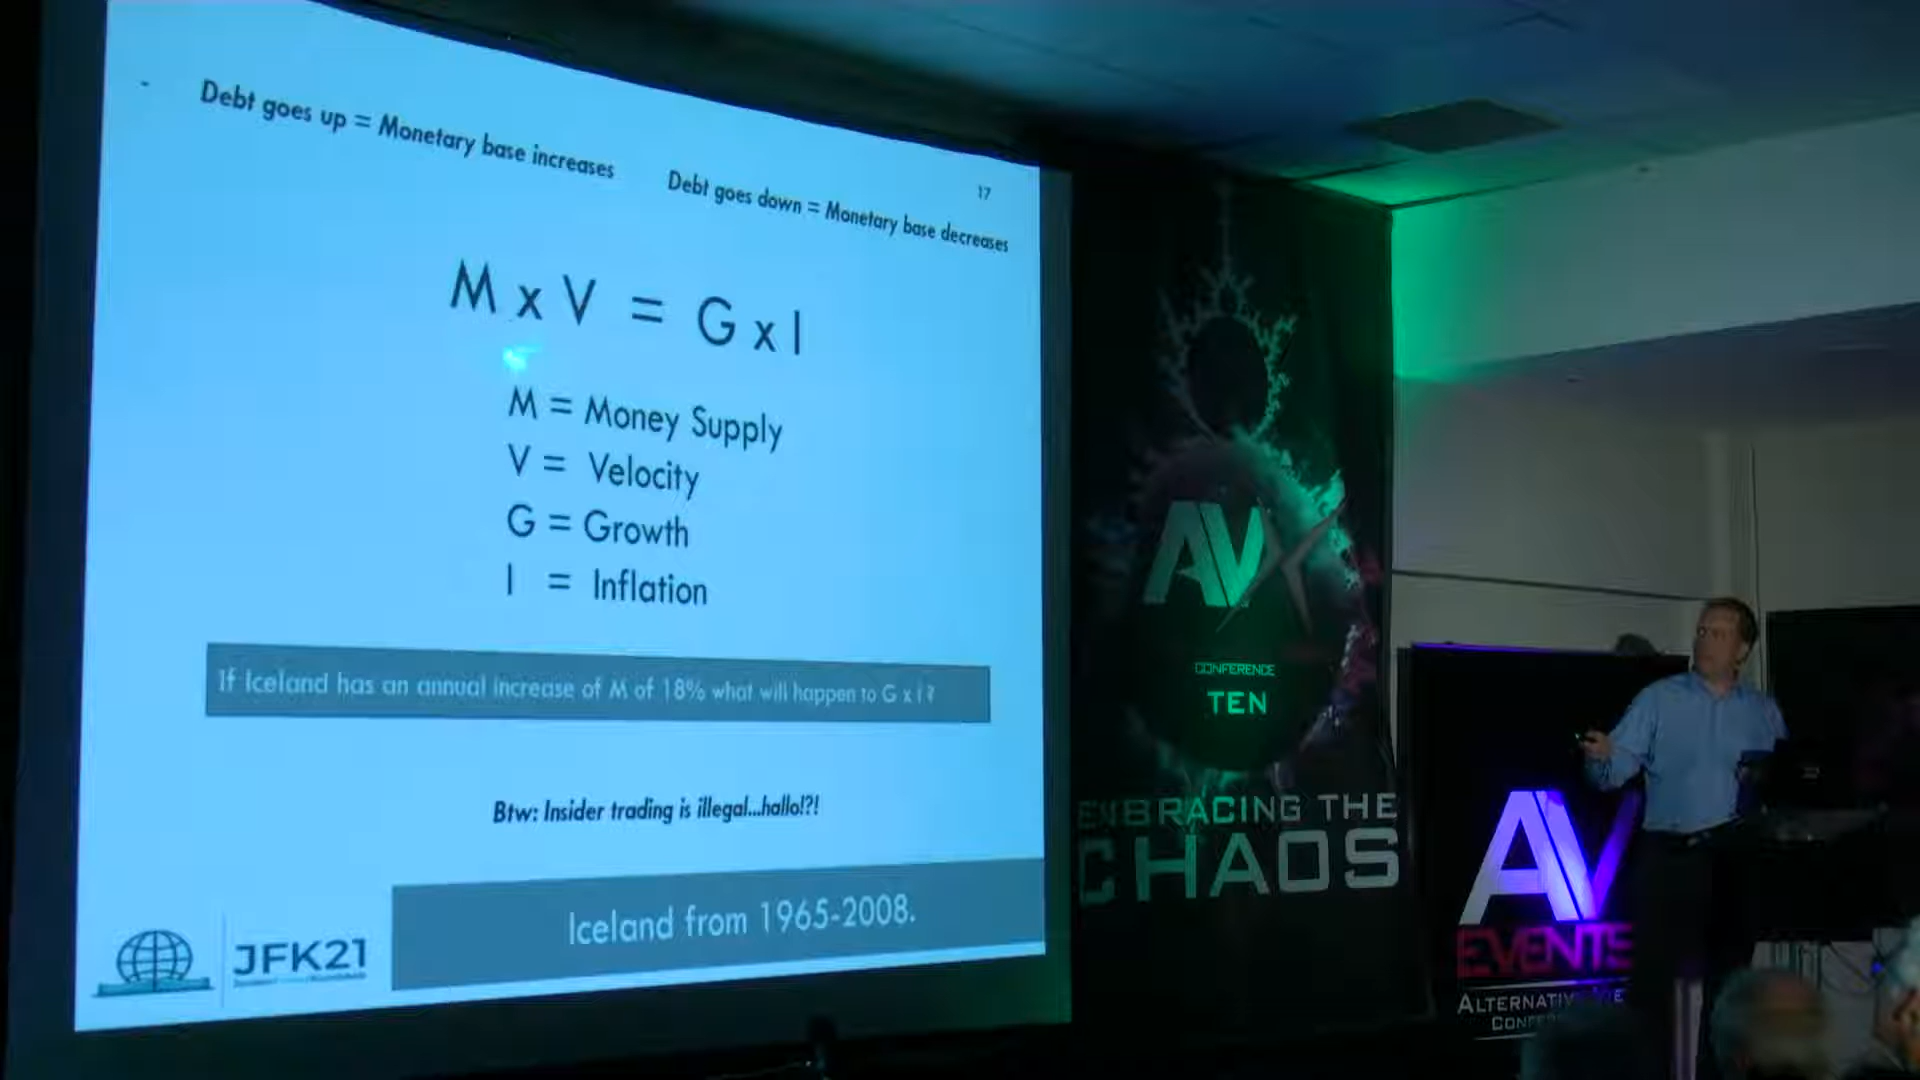 - Debt goes up = Monetary base increases
Debt goes down = Monetary base decreases
17
M x V = G x I
M = Money Supply
V = Velocity
G = Growth
I = Inflation
If Iceland has an annual increase of M of 18% what will happen to G x I ?
Btw: Insider trading is illegal...hallo!?!
Iceland from 1965-2008.
JFK21
AVX
CONFERENCE
TEN
EMBRACING THE
CHAOS
AV
EVENTS
ALTERNATIV
CONFE